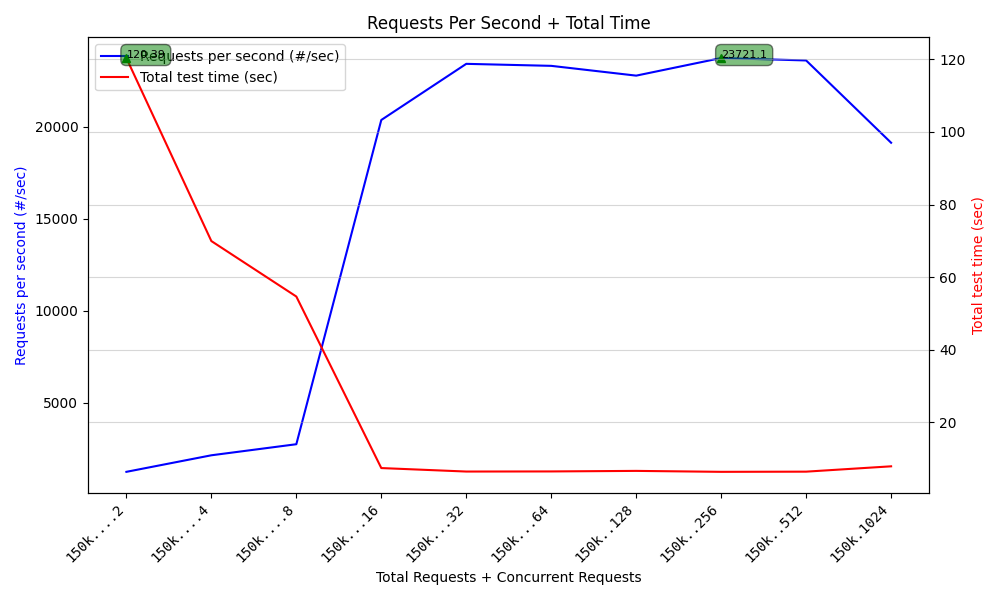 Requests Per Second + Total Time
Requests per second (#/sec)
Total test time (sec)
120.39
23721.1
20000
15000
10000
5000
Requests per second (#/sec)
120
100
80
60
40
20
Total test time (sec)
150k....2
150k....4
150k....8
150k...16
150k...32
150k...64
150k..128
150k..256
150k..512
150k.1024
Total Requests + Concurrent Requests